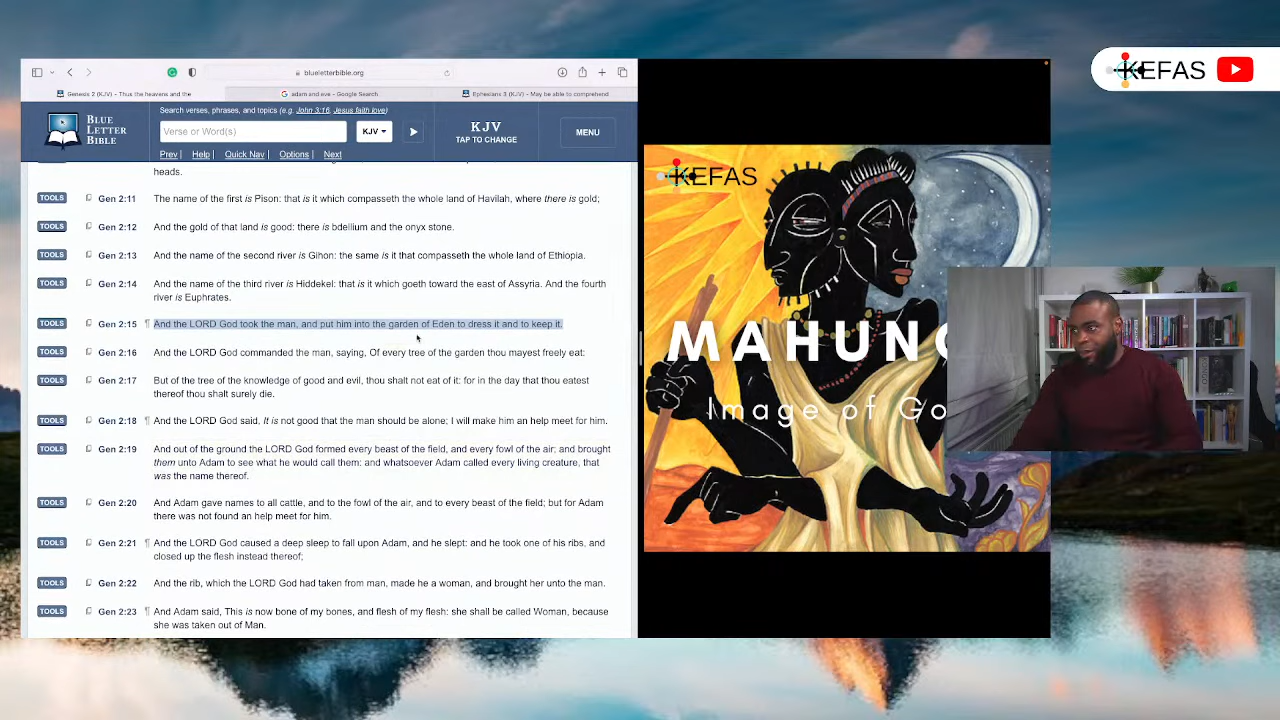 KEFAS
blueletterbible.org
Genesis 2 (KJV) - Thus the heavens and the
adam and eve - Google Search
Ephesians 3 (KJV) - May be able to comprehend
BLUE
LETTER
BIBLE
Search verses, phrases, and topics (e.g. John 3:16, Jesus faith love)
Verse or Word(s)
KJV
KJV
TAP TO CHANGE
MENU
Prev | Help | Quick Nav | Options | Next
heads.
TOOLS Gen 2:11 The name of the first is Pison: that is it which compasseth the whole land of Havilah, where there is gold;
TOOLS Gen 2:12 And the gold of that land is good: there is bdellium and the onyx stone.
TOOLS Gen 2:13 And the name of the second river is Gihon: the same is it that compasseth the whole land of Ethiopia.
TOOLS Gen 2:14 And the name of the third river is Hiddekel: that is it which goeth toward the east of Assyria. And the fourth
river is Euphrates.
TOOLS Gen 2:15 ¶ And the LORD God took the man, and put him into the garden of Eden to dress it and to keep it.
TOOLS Gen 2:16 And the LORD God commanded the man, saying, Of every tree of the garden thou mayest freely eat:
TOOLS Gen 2:17 But of the tree of the knowledge of good and evil, thou shalt not eat of it: for in the day that thou eatest
thereof thou shalt surely die.
TOOLS Gen 2:18 ¶ And the LORD God said, It is not good that the man should be alone; I will make him an help meet for him.
TOOLS Gen 2:19 And out of the ground the LORD God formed every beast of the field, and every fowl of the air; and brought
them unto Adam to see what he would call them: and whatsoever Adam called every living creature, that
was the name thereof.
TOOLS Gen 2:20 And Adam gave names to all cattle, and to the fowl of the air, and to every beast of the field; but for Adam
there was not found an help meet for him.
TOOLS Gen 2:21 ¶ And the LORD God caused a deep sleep to fall upon Adam, and he slept: and he took one of his ribs, and
closed up the flesh instead thereof;
TOOLS Gen 2:22 And the rib, which the LORD God had taken from man, made he a woman, and brought her unto the man.
TOOLS Gen 2:23 ¶ And Adam said, This is now bone of my bones, and flesh of my flesh: she shall be called Woman, because
she was taken out of Man.
KEFAS
MAHUN
Image of Go